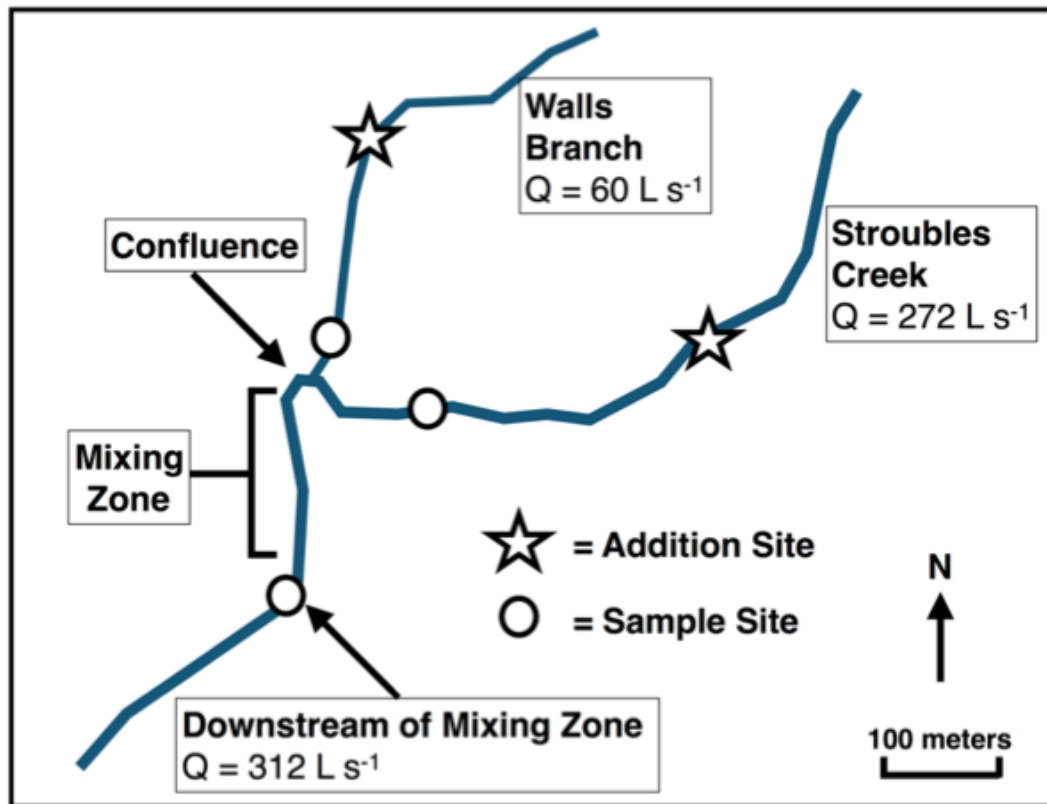 Walls
Branch
Q = 60 L s⁻¹
Confluence
Stroubles
Creek
Q = 272 L s⁻¹
Mixing
Zone
= Addition Site
= Sample Site
N
Downstream of Mixing Zone
Q = 312 L s⁻¹
100 meters